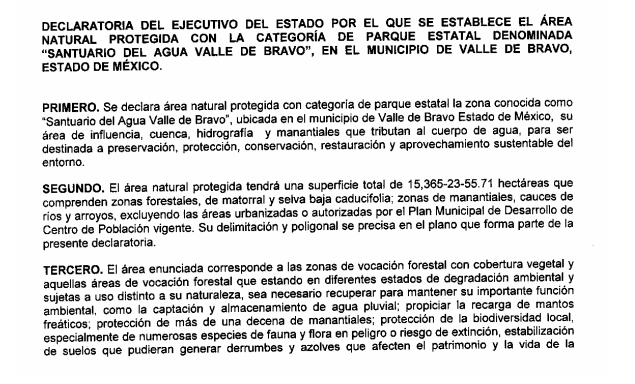 DECLARATORIA DEL EJECUTIVO DEL ESTADO POR EL QUE SE ESTABLECE EL ÁREA
NATURAL PROTEGIDA CON LA CATEGORÍA DE PARQUE ESTATAL DENOMINADA
“SANTUARIO DEL AGUA VALLE DE BRAVO”, EN EL MUNICIPIO DE VALLE DE BRAVO,
ESTADO DE MÉXICO.
PRIMERO. Se declara área natural protegida con categoría de parque estatal la zona conocida como
“Santuario del Agua Valle de Bravo”, ubicada en el municipio de Valle de Bravo Estado de México, su
área de influencia, cuenca, hidrografía y manantiales que tributan al cuerpo de agua, para ser
destinada a preservación, protección, conservación, restauración y aprovechamiento sustentable del
entorno.
SEGUNDO. El área natural protegida tendrá una superficie total de 15,365-23-55.71 hectáreas que
comprenden zonas forestales, de matorral y selva baja caducifolia; zonas de manantiales, cauces de
ríos y arroyos, excluyendo las áreas urbanizadas o autorizadas por el Plan Municipal de Desarrollo de
Centro de Población vigente. Su delimitación y poligonal se precisa en el plano que forma parte de la
presente declaratoria.
TERCERO. El área enunciada corresponde a las zonas de vocación forestal con cobertura vegetal y
aquellas áreas de vocación forestal que estando en diferentes estados de degradación ambiental y
sujetas a uso distinto a su naturaleza, sea necesario recuperar para mantener su importante función
ambiental, como la captación y almacenamiento de agua pluvial; propiciar la recarga de mantos
freáticos; protección de más de una decena de manantiales; protección de la biodiversidad local,
especialmente de numerosas especies de fauna y flora en peligro o riesgo de extinción, estabilización
de suelos que pudieran generar derrumbes y azolves que afecten el patrimonio y la vida de la